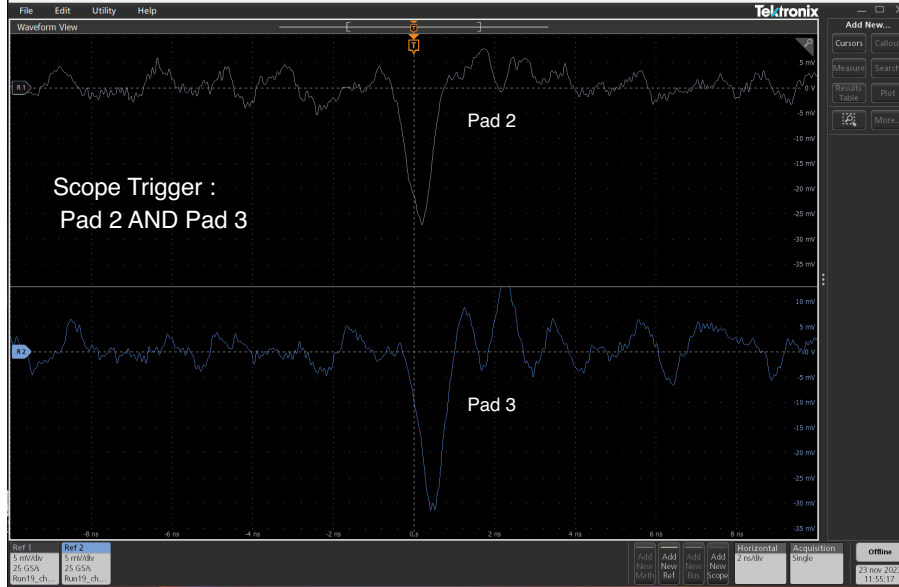 File Edit Utility Help
Tektronix
Waveform View
Add New...
Cursors Callout
Measure Search
Results Table Plot
More...
T
T
R 1
5 mV
0 V
-5 mV
-10 mV
-15 mV
-20 mV
-25 mV
-30 mV
-35 mV
Pad 2
Scope Trigger :
Pad 2 AND Pad 3
R 2
10 mV
5 mV
0 V
-5 mV
-10 mV
-15 mV
-20 mV
-25 mV
-30 mV
-35 mV
Pad 3
-8 ns -6 ns -4 ns -2 ns 0 s 2 ns 4 ns 6 ns 8 ns
Ref 1
5 mV/div
25 GS/s
Run19_ch...
Ref 2
5 mV/div
25 GS/s
Run19_ch...
Add New Math
Add New Ref
Add New Bus
Add New Scope
Horizontal
2 ns/div
Acquisition
Single
Offline
23 nov 2023
11:55:17